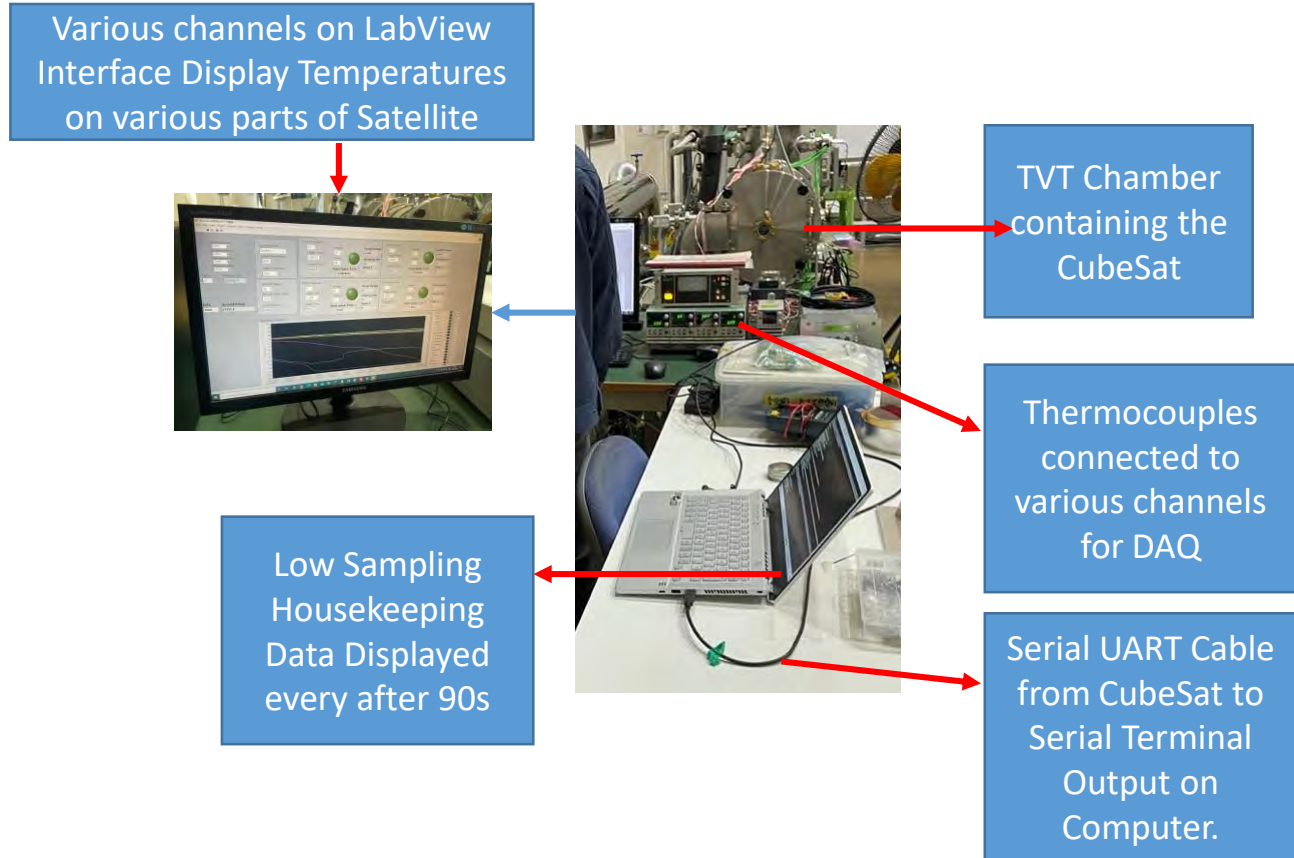 Various channels on LabView
Interface Display Temperatures
on various parts of Satellite
TVT Chamber
containing the
CubeSat
Thermocouples
connected to
various channels
for DAQ
Low Sampling
Housekeeping
Data Displayed
every after 90s
Serial UART Cable
from CubeSat to
Serial Terminal
Output on
Computer.
SAMSUNG